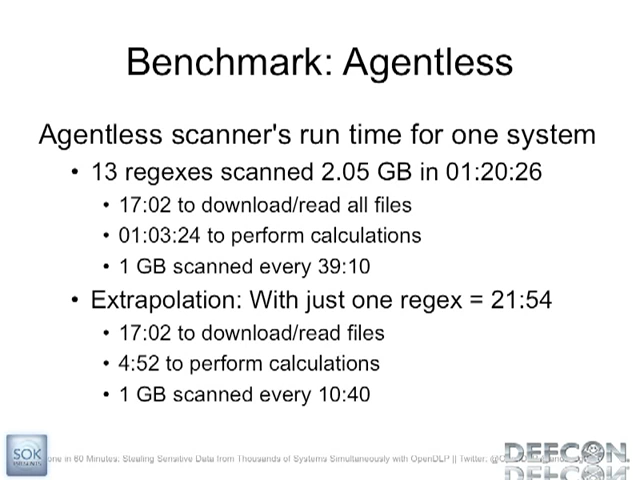 Benchmark: Agentless
Agentless scanner's run time for one system
• 13 regexes scanned 2.05 GB in 01:20:26
• 17:02 to download/read all files
• 01:03:24 to perform calculations
• 1 GB scanned every 39:10
• Extrapolation: With just one regex = 21:54
• 17:02 to download/read files
• 4:52 to perform calculations
• 1 GB scanned every 10:40
SOK
PRESENTS
one in 60 Minutes: Stealing Sensitive Data from Thousands of Systems Simultaneously with OpenDLP || Twitter:
DEFCON